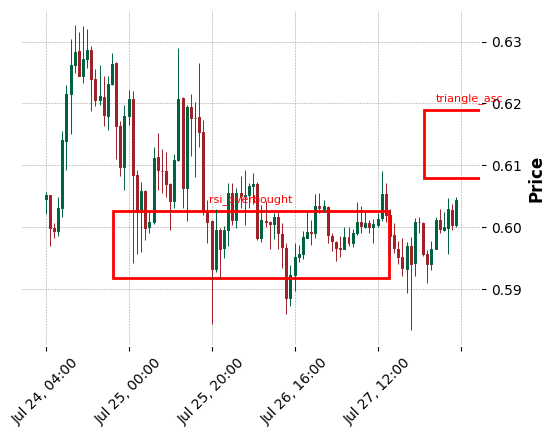 0.63
triangle_asc
0.62
0.61
rsi_overbought
0.60
0.59
Price
Jul 24, 04:00
Jul 25, 00:00
Jul 25, 20:00
Jul 26, 16:00
Jul 27, 12:00